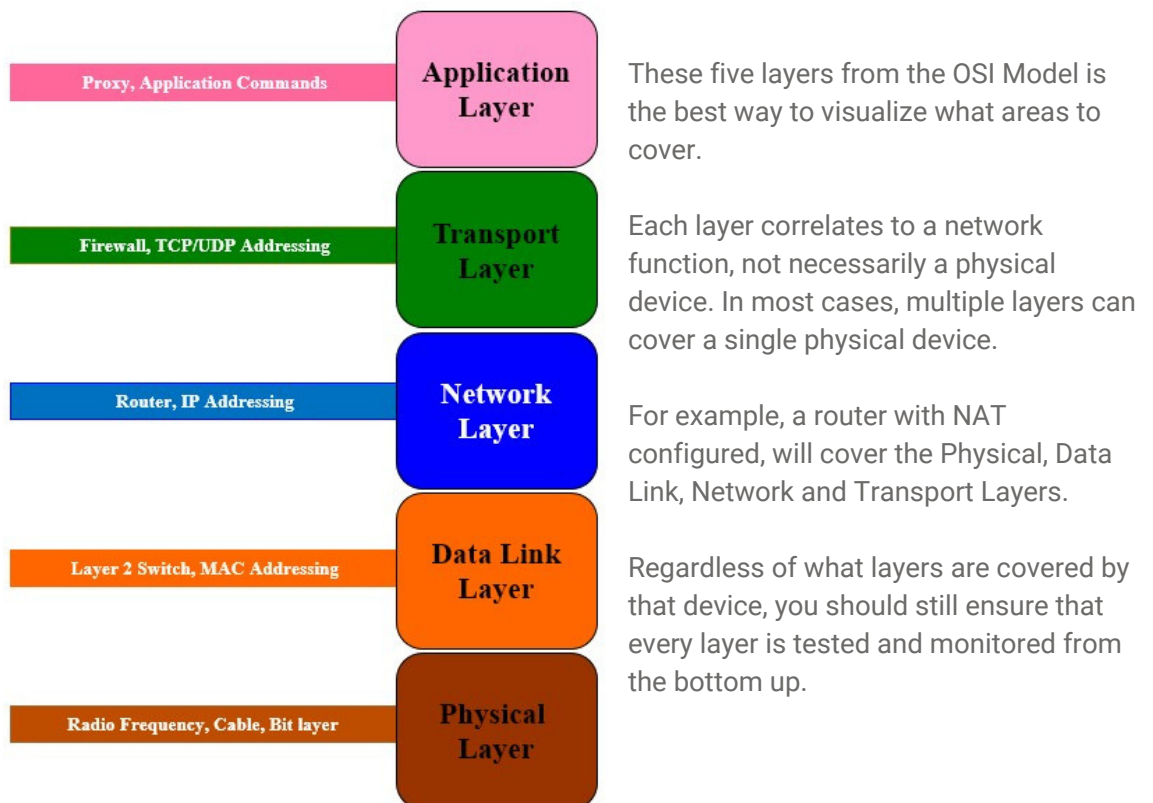 Proxy, Application Commands
Application
Layer
Firewall, TCP/UDP Addressing
Transport
Layer
Router, IP Addressing
Network
Layer
Layer 2 Switch, MAC Addressing
Data Link
Layer
Radio Frequency, Cable, Bit layer
Physical
Layer
These five layers from the OSI Model is
the best way to visualize what areas to
cover.
Each layer correlates to a network
function, not necessarily a physical
device. In most cases, multiple layers can
cover a single physical device.
For example, a router with NAT
configured, will cover the Physical, Data
Link, Network and Transport Layers.
Regardless of what layers are covered by
that device, you should still ensure that
every layer is tested and monitored from
the bottom up.